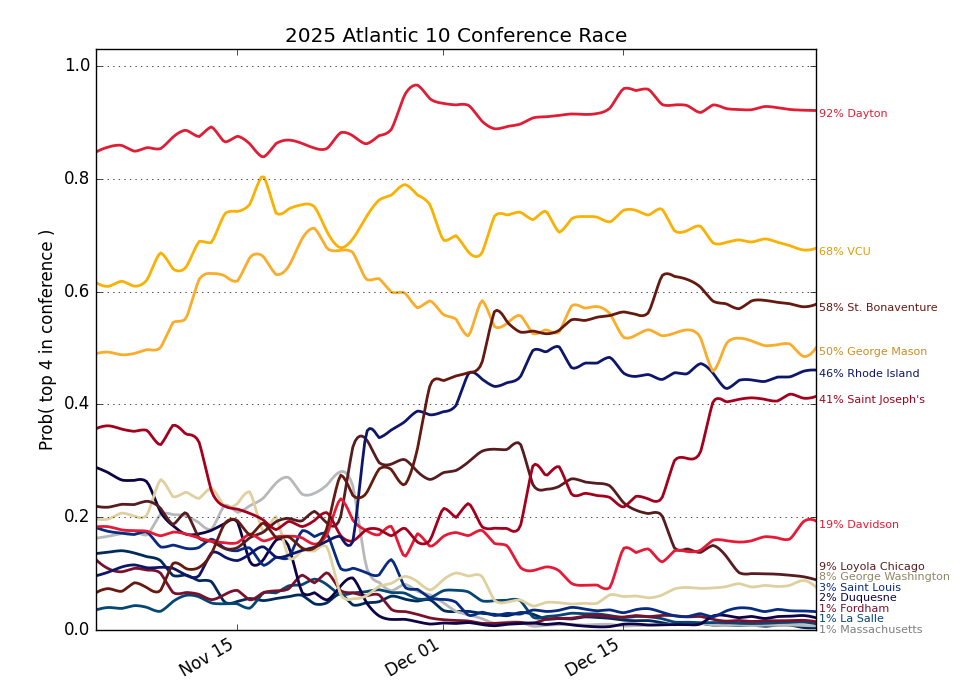 2025 Atlantic 10 Conference Race
Prob( top 4 in conference )
1.0
0.8
0.6
0.4
0.2
0.0
Nov 15
Dec 01
Dec 15
92% Dayton
68% VCU
58% St. Bonaventure
50% George Mason
46% Rhode Island
41% Saint Joseph's
19% Davidson
9% Loyola Chicago
8% George Washington
3% Saint Louis
2% Duquesne
1% Fordham
1% La Salle
1% Massachusetts